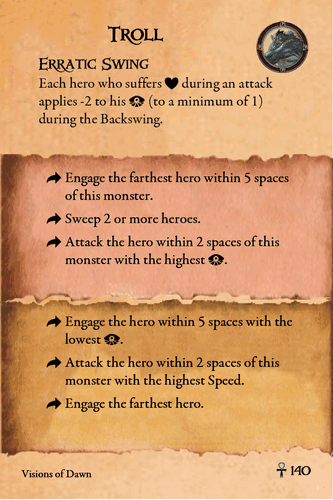 Troll
Erratic Swing
Each hero who suffers during an attack
applies -2 to his (to a minimum of 1)
during the Backswing.
Engage the farthest hero within 5 spaces
of this monster.
Sweep 2 or more heroes.
Attack the hero within 2 spaces of this
monster with the highest .
Engage the hero within 5 spaces with the
lowest .
Attack the hero within 2 spaces of this
monster with the highest Speed.
Engage the farthest hero.
Visions of Dawn
140